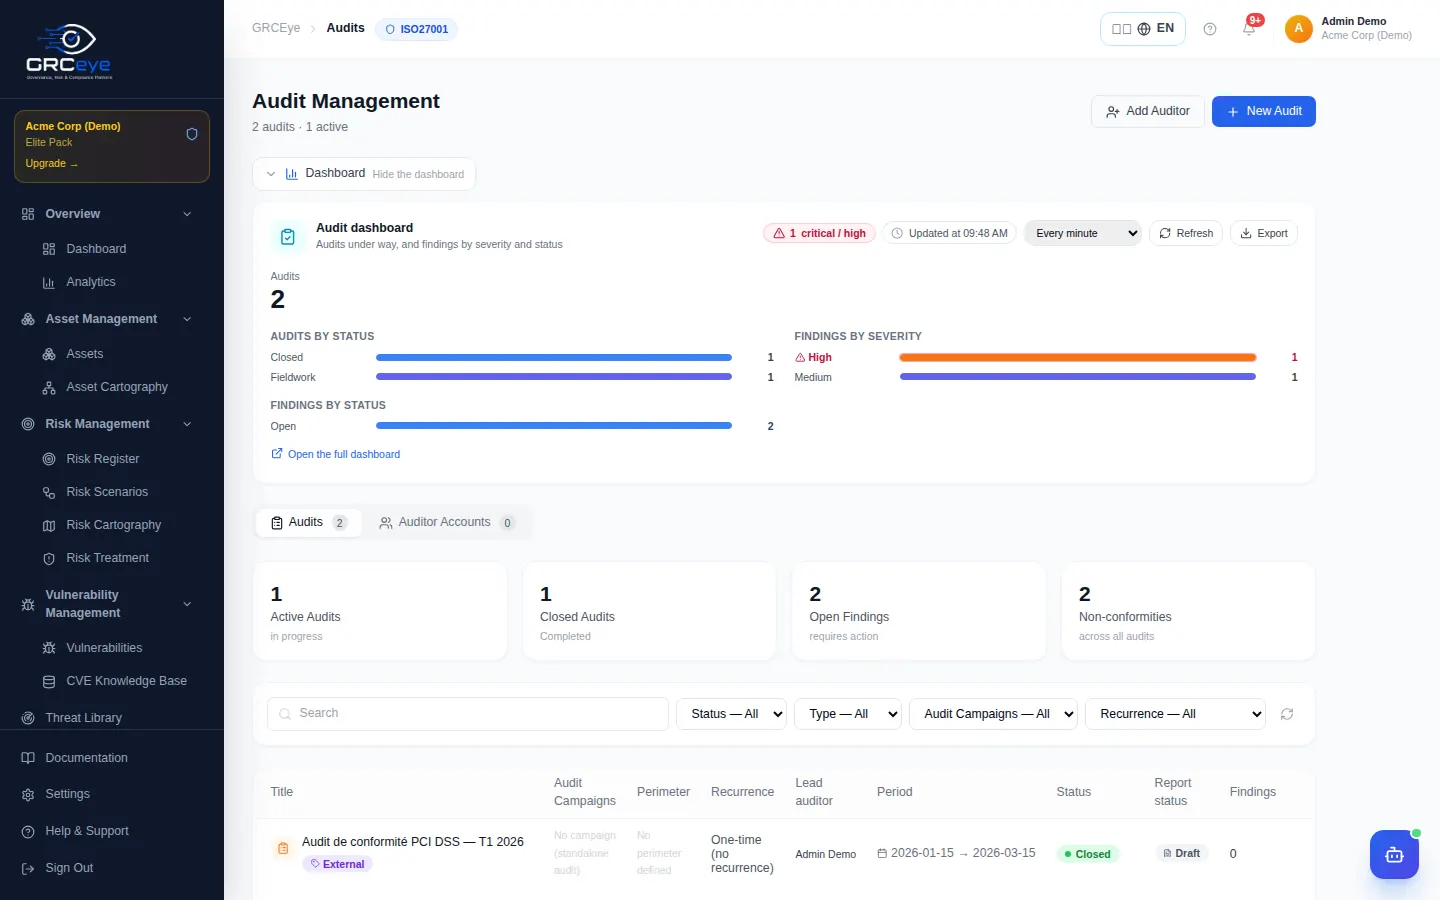 GRCEye > Audits ISO27001
EN
9+
A
Admin Demo
Acme Corp (Demo)
GRCeye
Governance, Risk & Compliance Platform
Acme Corp (Demo)
Elite Pack
Upgrade →
Overview
Dashboard
Analytics
Asset Management
Assets
Asset Cartography
Risk Management
Risk Register
Risk Scenarios
Risk Cartography
Risk Treatment
Vulnerability
Management
Vulnerabilities
CVE Knowledge Base
Threat Library
Documentation
Settings
Help & Support
Sign Out
Audit Management
2 audits · 1 active
Add Auditor
New Audit
Dashboard Hide the dashboard
Audit dashboard
Audits under way, and findings by severity and status
1 critical / high
Updated at 09:48 AM
Every minute
Refresh
Export
Audits
2
AUDITS BY STATUS
Closed 1
Fieldwork 1
FINDINGS BY SEVERITY
High 1
Medium 1
FINDINGS BY STATUS
Open 2
Open the full dashboard
Audits 2
Auditor Accounts 0
1
Active Audits
in progress
1
Closed Audits
Completed
2
Open Findings
requires action
2
Non-conformities
across all audits
Search
Status — All
Type — All
Audit Campaigns — All
Recurrence — All
Title
Audit
Campaigns
Perimeter
Recurrence
Lead
auditor
Period
Status
Report
status
Findings
Audit de conformité PCI DSS — T1 2026
External
No campaign
(standalone
audit)
No
perimeter
defined
One-time
(no
recurrence)
Admin Demo
2026-01-15 → 2026-03-15
Closed
Draft
0